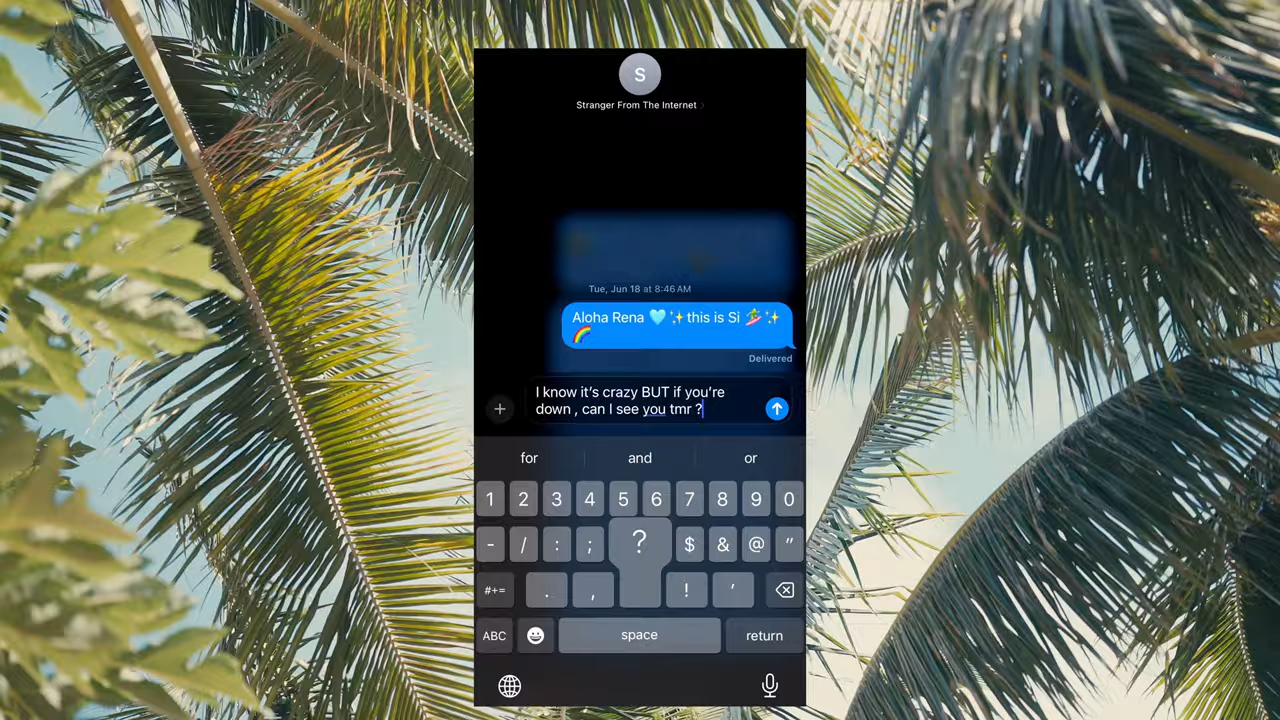 S
Stranger From The Internet
Tue, Jun 18 at 8:46 AM
Aloha Rena 🩵✨this is Si 🏄✨
🌈
Delivered
I know it's crazy BUT if you're
down , can I see you tmr ?
for and or
1 2 3 4 5 6 7 8 9 0
- / : ; ? $ & @ "
#+= . , ! '
ABC space return